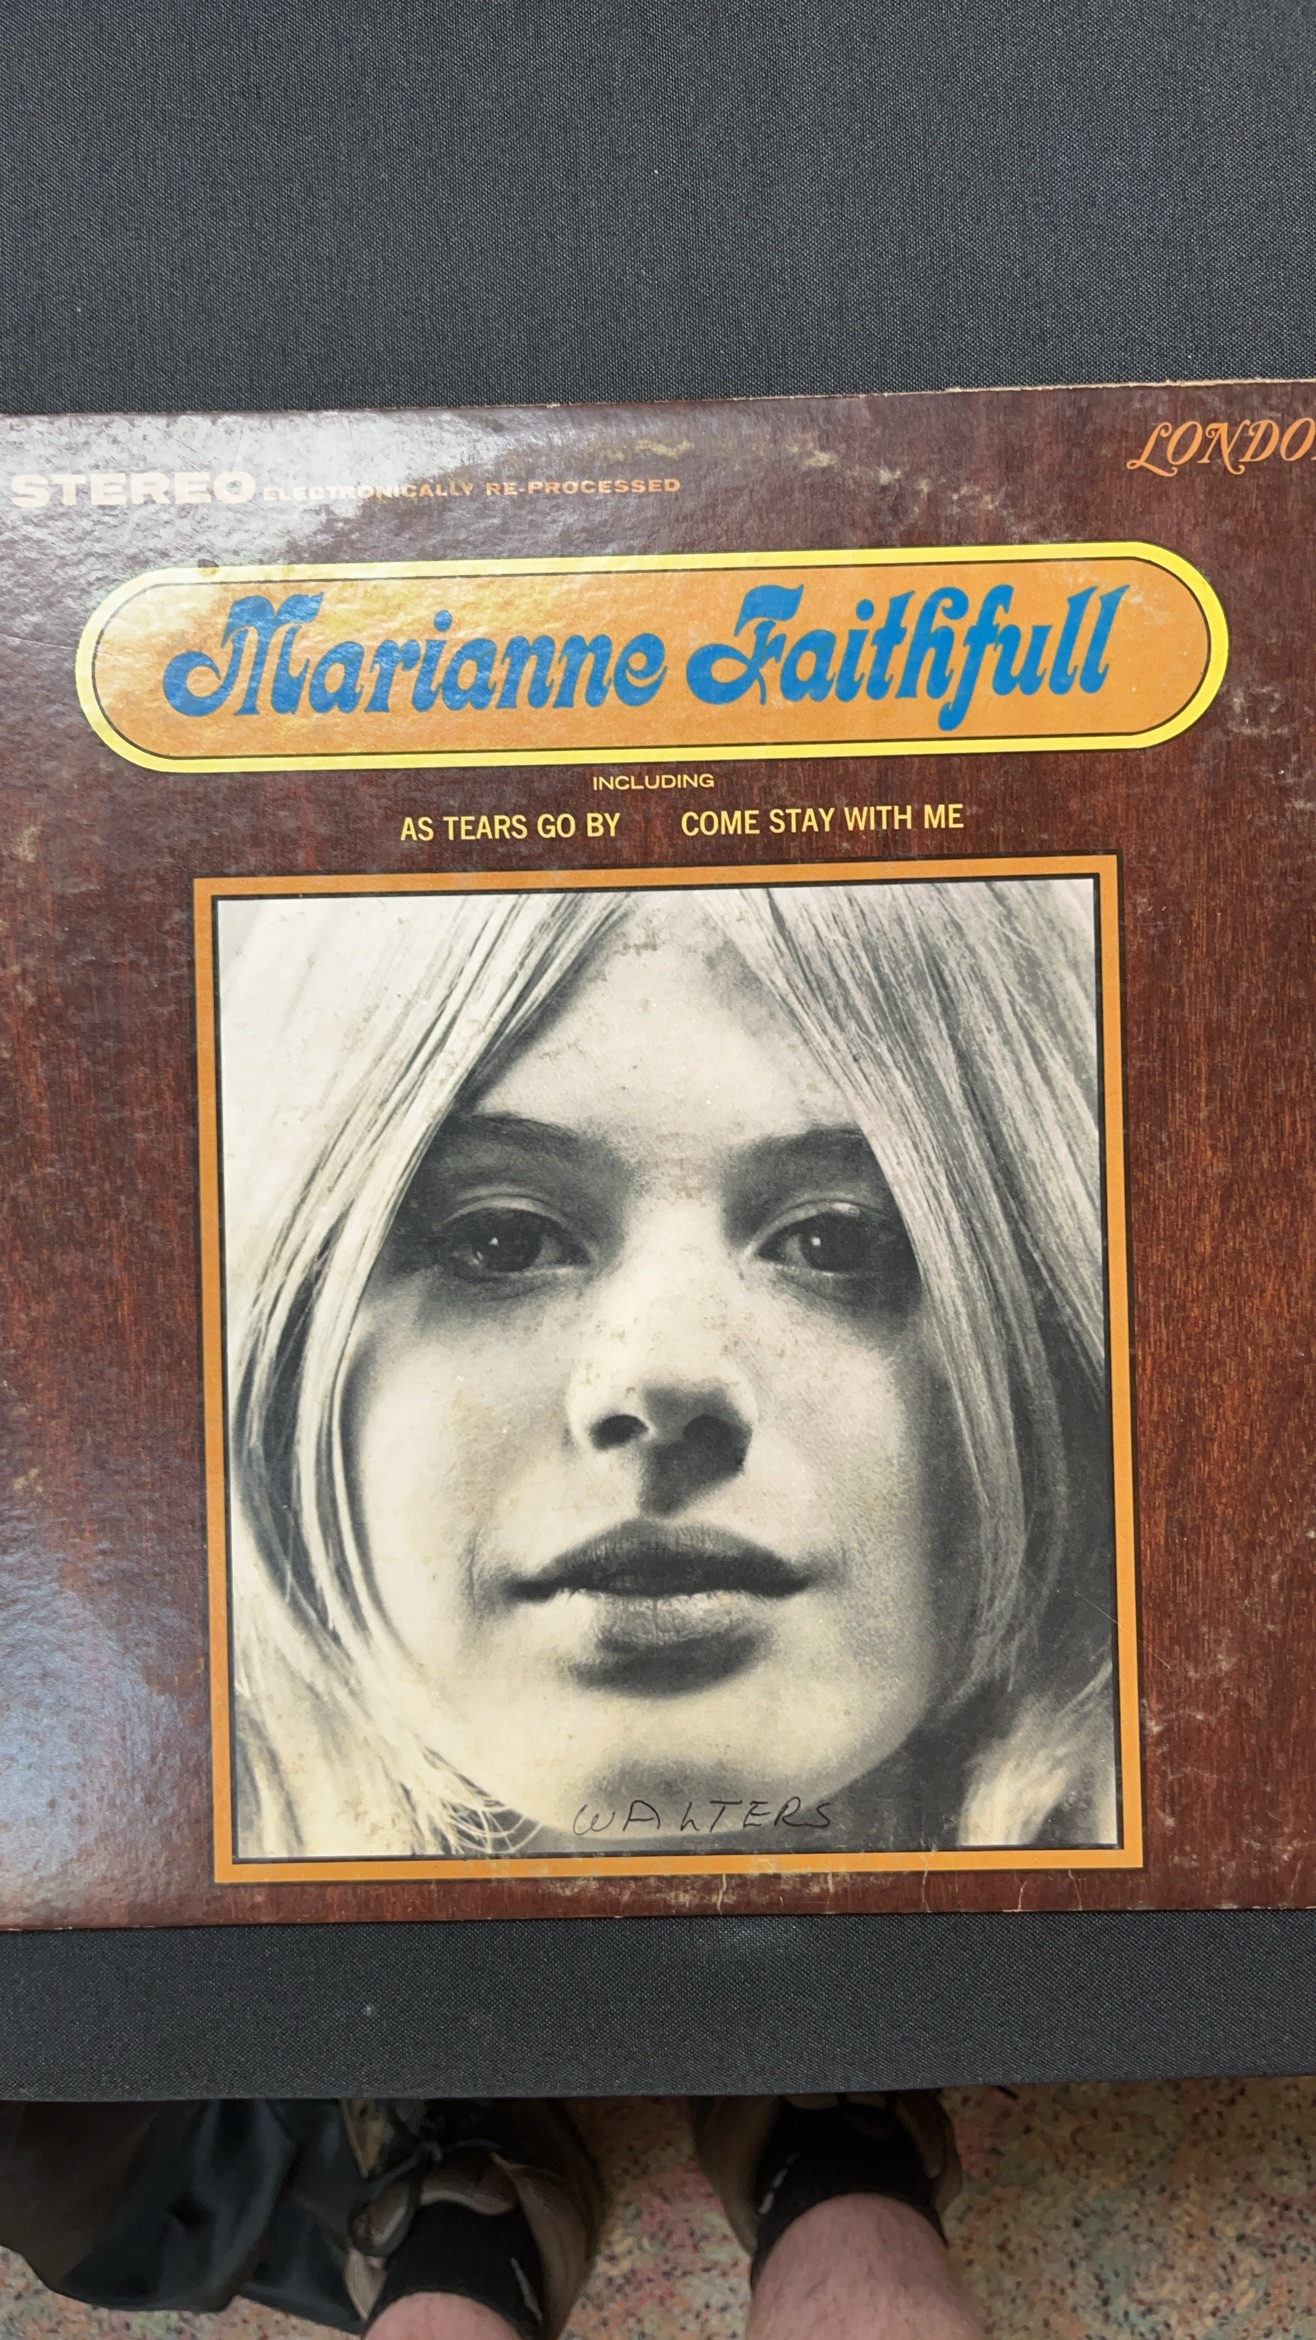 STEREO ELECTRONICALLY RE-PROCESSED
LONDO
Marianne Faithfull
INCLUDING
AS TEARS GO BY COME STAY WITH ME
WALTERS